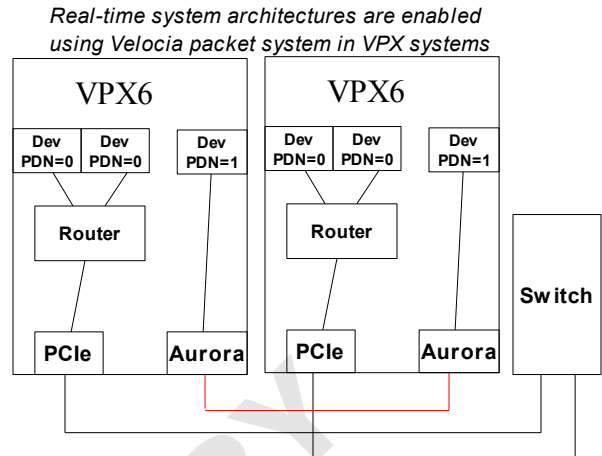 Real-time system architectures are enabled
using Velocia packet system in VPX systems
VPX6
VPX6
Dev
PDN=0
Dev
PDN=0
Dev
PDN=1
Dev
PDN=0
Dev
PDN=0
Dev
PDN=1
Router
Router
Switch
PCIe
Aurora
PCIe
Aurora